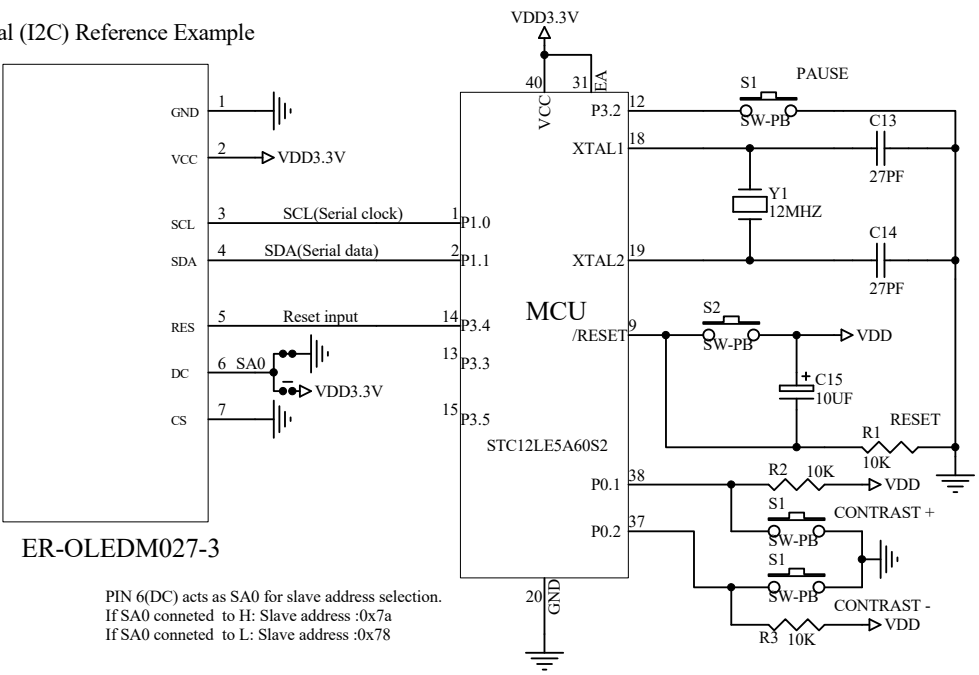 al (I2C) Reference Example
VDD3.3V
40
31
VCC
EA
GND
1
VCC
2
VDD3.3V
SCL
3
SCL(Serial clock)
1
P1.0
SDA
4
SDA(Serial data)
2
P1.1
RES
5
Reset input
14
P3.4
DC
6
SA0
VDD3.3V
13
P3.3
CS
7
15
P3.5
MCU
STC12LE5A60S2
P3.2
12
S1
PAUSE
SW-PB
XTAL1
18
C13
27PF
Y1
12MHZ
XTAL2
19
C14
27PF
/RESET
9
S2
SW-PB
VDD
+
C15
10UF
RESET
R1
10K
P0.1
38
R2
10K
VDD
S1
CONTRAST +
SW-PB
P0.2
37
S1
SW-PB
CONTRAST -
R3
10K
VDD
20
GND
ER-OLEDM027-3
PIN 6(DC) acts as SA0 for slave address selection.
If SA0 conneted to H: Slave address :0x7a
If SA0 conneted to L: Slave address :0x78